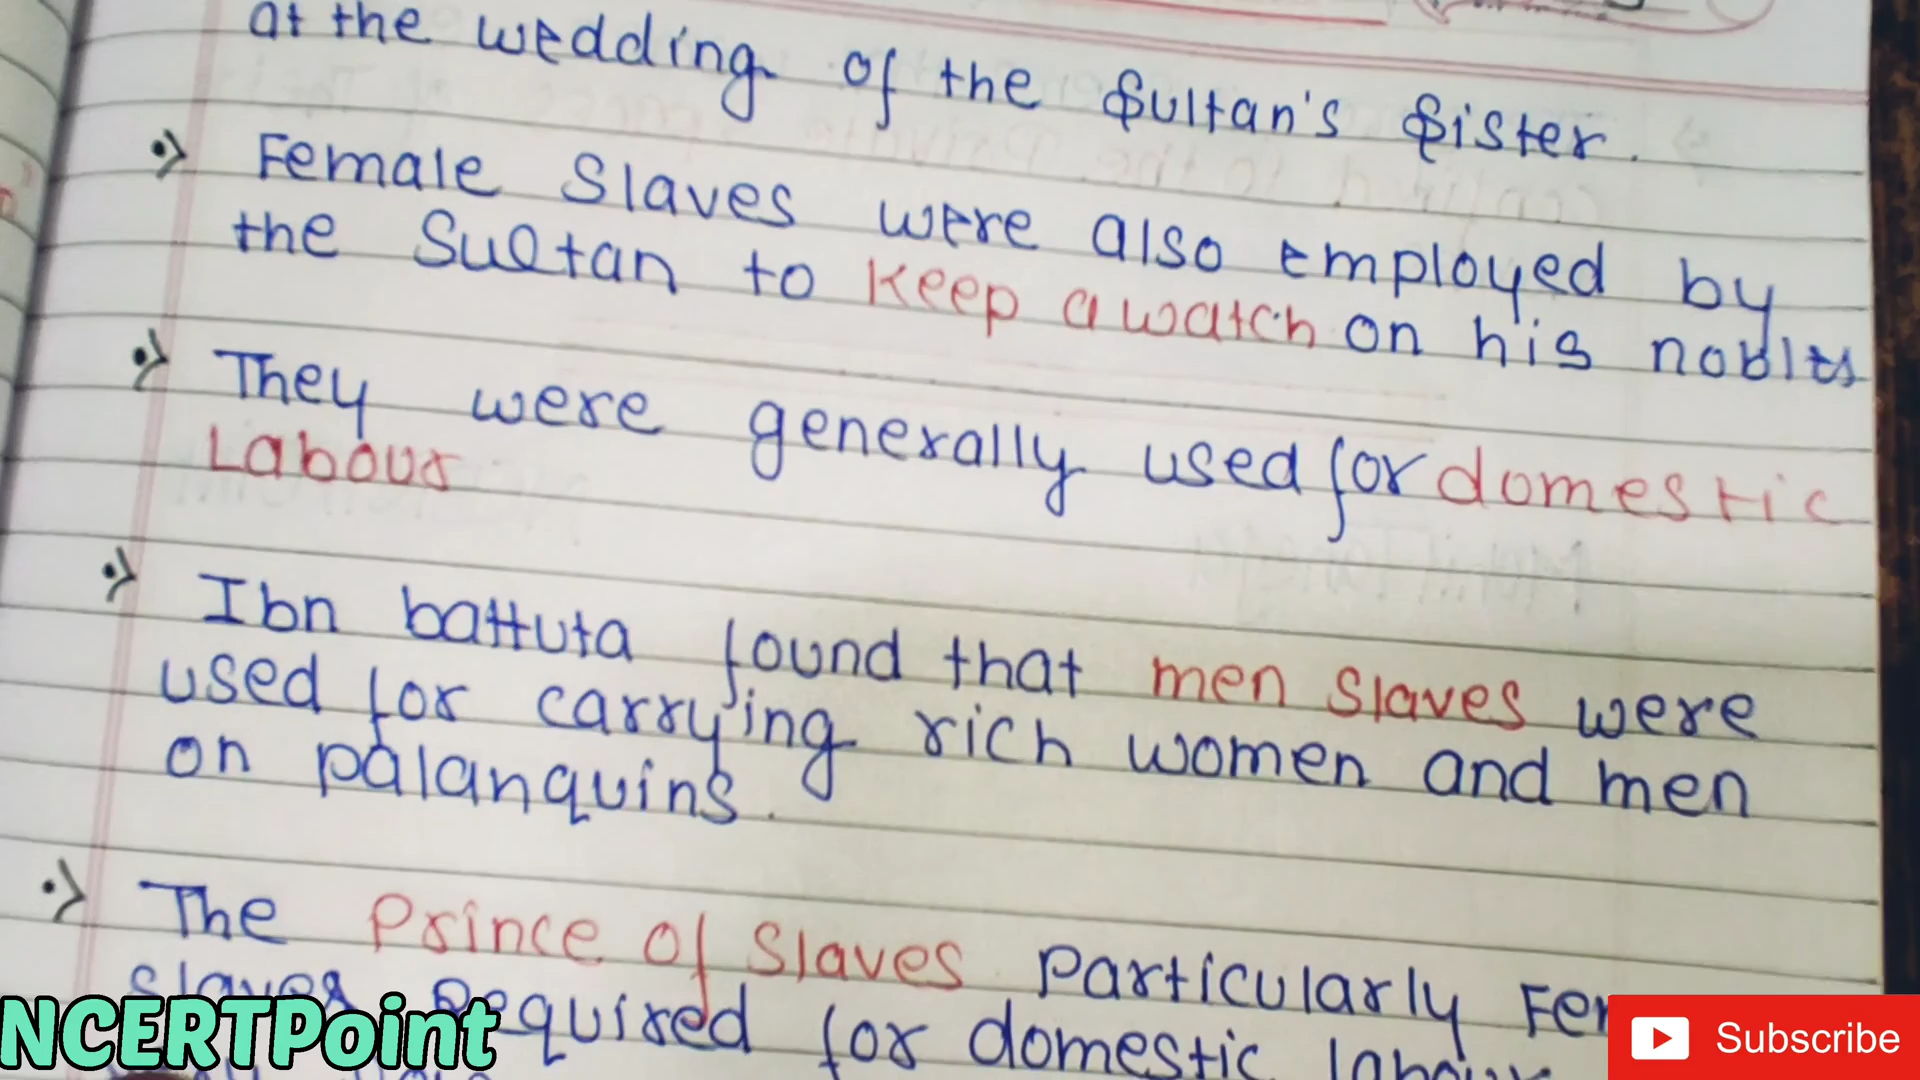 at the wedding of the Sultan's Sister.
Female Slaves were also employed by
the Sultan to keep a watch on his nobles
They were generally used for domestic
Labour
Ibn battuta found that men slaves were
used for carrying rich women and men
on palanquins.
The Prince of Slaves particularly Fe
slaves Required for domestic labour
NCERTPoint
Subscribe